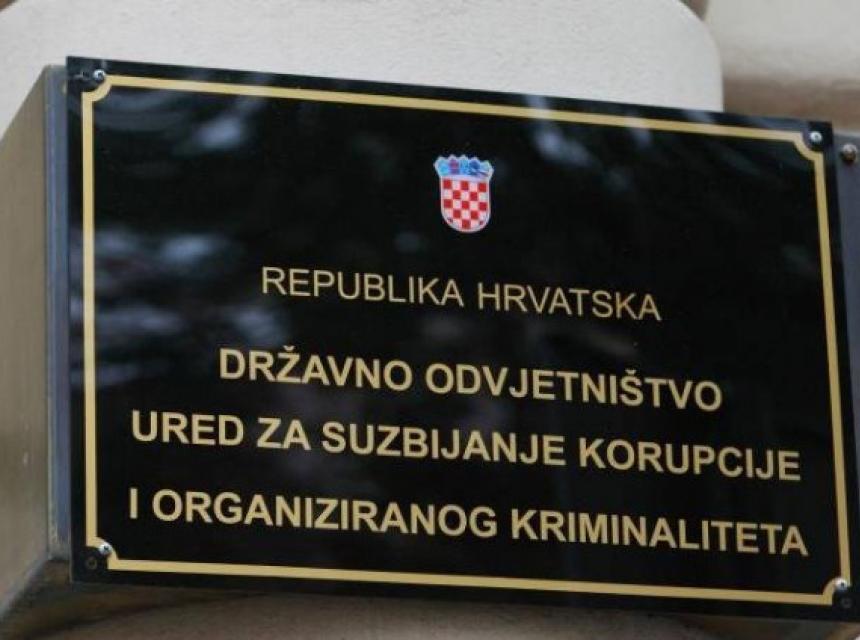 REPUBLIKA HRVATSKA
DRŽAVNO ODVJETNIŠTVO
URED ZA SUZBIJANJE KORUPCIJE
I ORGANIZIRANOG KRIMINALITETA